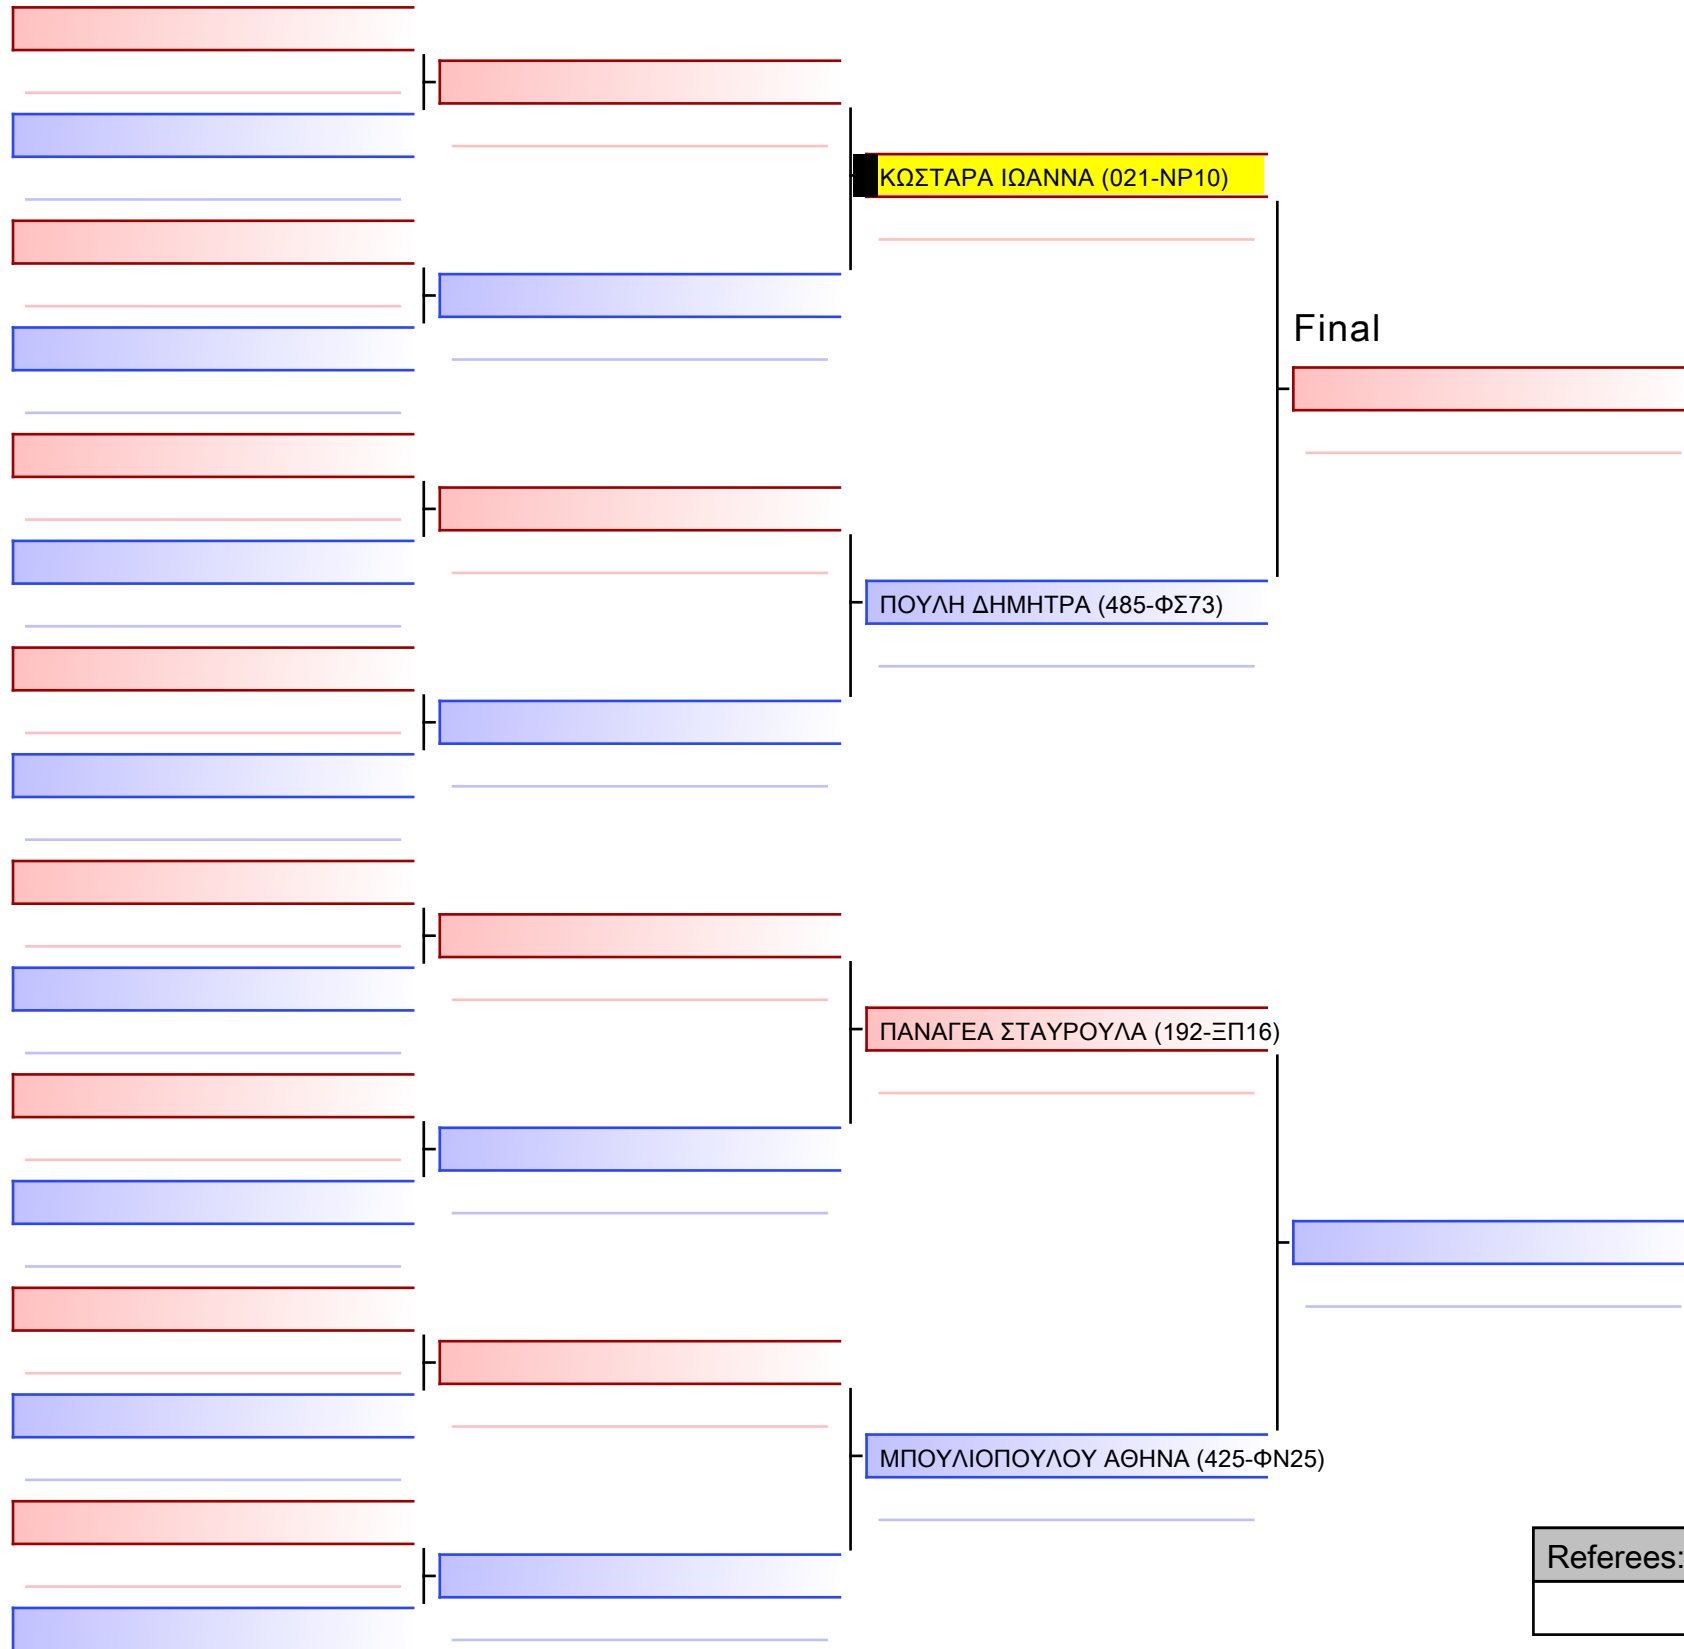 ΚΩΣΤΑΡΑ ΙΩΑΝΝΑ (021-ΝΡ10)
Final
ΠΟΥΛΗ ΔΗΜΗΤΡΑ (485-ΦΣ73)
ΠΑΝΑΓΕΑ ΣΤΑΥΡΟΥΛΑ (192-ΞΠ16)
ΜΠΟΥΛΙΟΠΟΥΛΟΥ ΑΘΗΝΑ (425-ΦΝ25)
Referees: